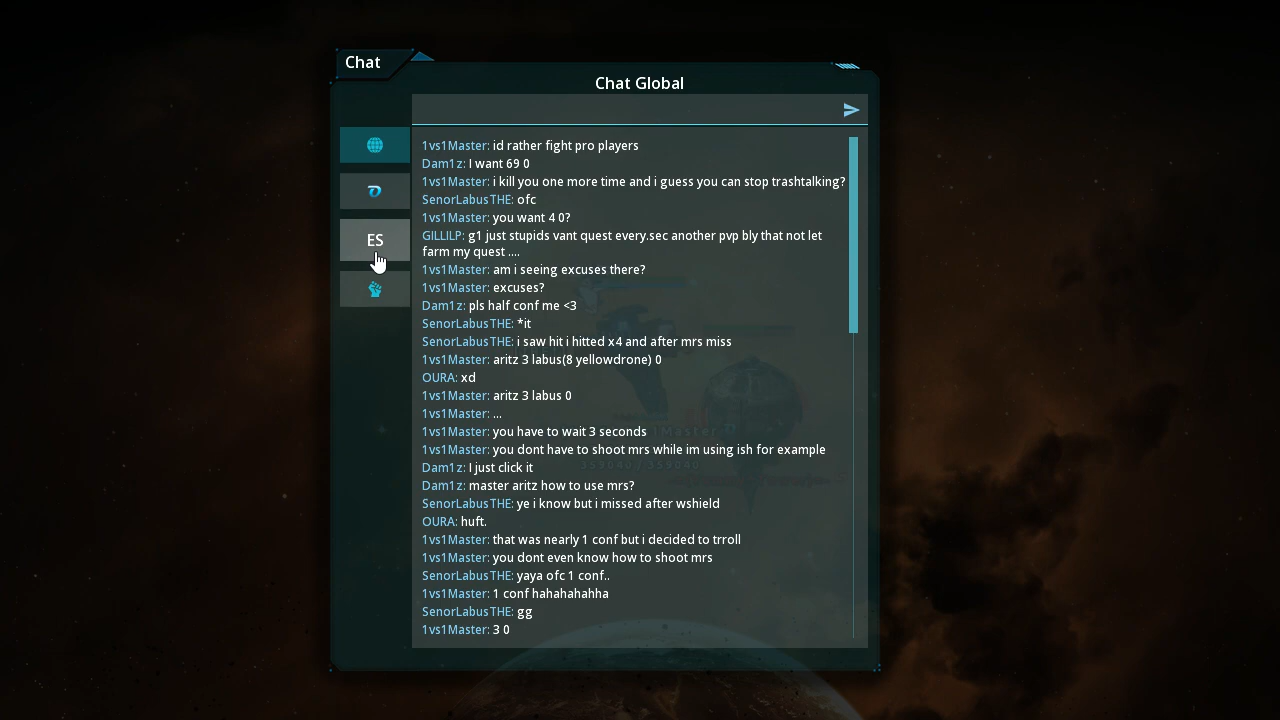 Chat
Chat Global
ES
1vs1Master: id rather fight pro players
Dam1z: I want 69 0
1vs1Master: i kill you one more time and i guess you can stop trashtalking?
SenorLabusTHE: ofc
1vs1Master: you want 4 0?
GILLILP: g1 just stupids vant quest every.sec another pvp bly that not let
farm my quest ....
1vs1Master: am i seeing excuses there?
1vs1Master: excuses?
Dam1z: pls half conf me <3
SenorLabusTHE: *it
SenorLabusTHE: i saw hit i hitted x4 and after mrs miss
1vs1Master: aritz 3 labus(8 yellowdrone) 0
OURA: xd
1vs1Master: aritz 3 labus 0
1vs1Master: ...
1vs1Master: you have to wait 3 seconds
1vs1Master: you dont have to shoot mrs while im using ish for example
Dam1z: I just click it
Dam1z: master aritz how to use mrs?
SenorLabusTHE: ye i know but i missed after wshield
OURA: huft.
1vs1Master: that was nearly 1 conf but i decided to trroll
1vs1Master: you dont even know how to shoot mrs
SenorLabusTHE: yaya ofc 1 conf..
1vs1Master: 1 conf hahahahahha
SenorLabusTHE: gg
1vs1Master: 3 0